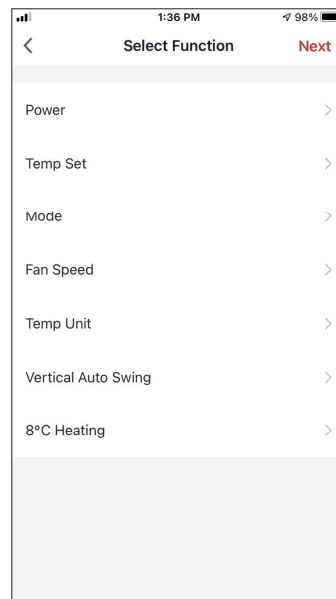 1:36 PM 98%
Select Function Next
Power
Temp Set
Mode
Fan Speed
Temp Unit
Vertical Auto Swing
8°C Heating